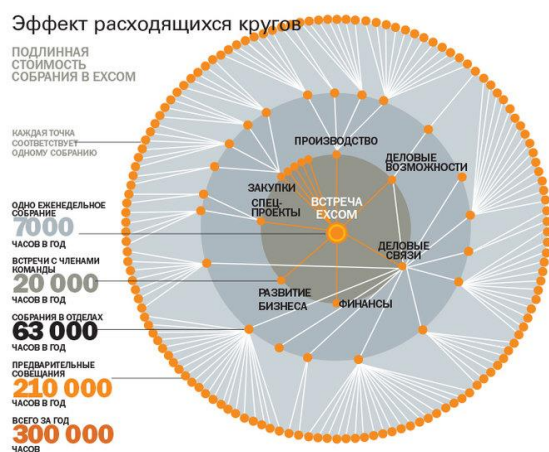 Эффект расходящихся кругов
ПОДЛИННАЯ
СТОИМОСТЬ
СОБРАНИЯ В EXCOM
КАЖДАЯ ТОЧКА
СООТВЕТСТВУЕТ
ОДНОМУ СОБРАНИЮ
ПРОИЗВОДСТВО
ДЕЛОВЫЕ
ВОЗМОЖНОСТИ
ЗАКУПКИ
СПЕЦ-
ПРОЕКТЫ
ВСТРЕЧА
EXCOM
ДЕЛОВЫЕ
СВЯЗИ
РАЗВИТИЕ
БИЗНЕСА
ФИНАНСЫ
ОДНО ЕЖЕНЕДЕЛЬНОЕ
СОБРАНИЕ
7000
ЧАСОВ В ГОД
ВСТРЕЧИ С ЧЛЕНАМИ
КОМАНДЫ
20 000
ЧАСОВ В ГОД
СОБРАНИЯ В ОТДЕЛАХ
63 000
ЧАСОВ В ГОД
ПРЕДВАРИТЕЛЬНЫЕ
СОВЕЩАНИЯ
210 000
ЧАСОВ В ГОД
ВСЕГО ЗА ГОД
300 000
ЧАСОВ